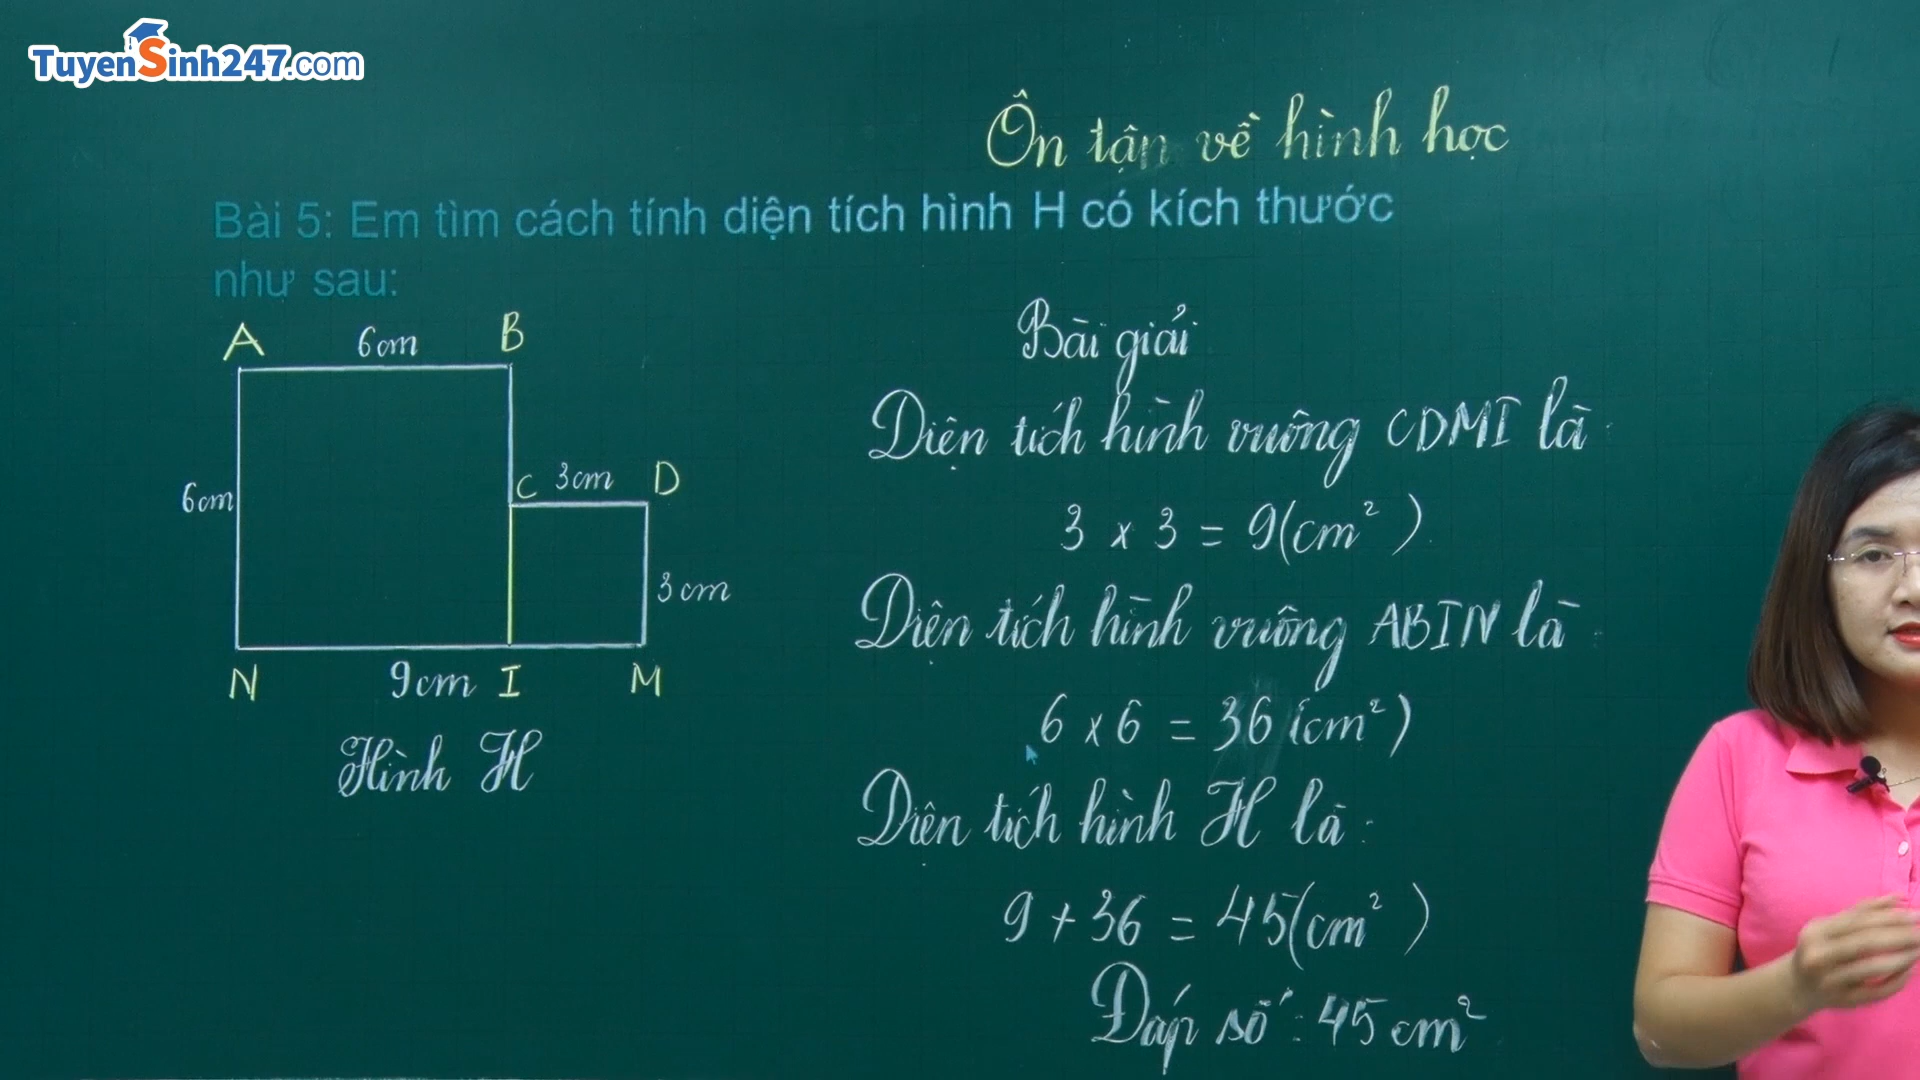 TuyenSinh247.com
Ôn tập về hình học
Bài 5: Em tìm cách tính diện tích hình H có kích thước
như sau:
A 6cm B
6cm
C 3cm D
3cm
N 9cm I M
Hình H
Bài giải
Diện tích hình vuông CDMI là:
3 x 3 = 9(cm²)
Diện tích hình vuông ABIN là:
6 x 6 = 36 (cm²)
Diện tích hình H là:
9 + 36 = 45(cm²)
Đáp số: 45cm²